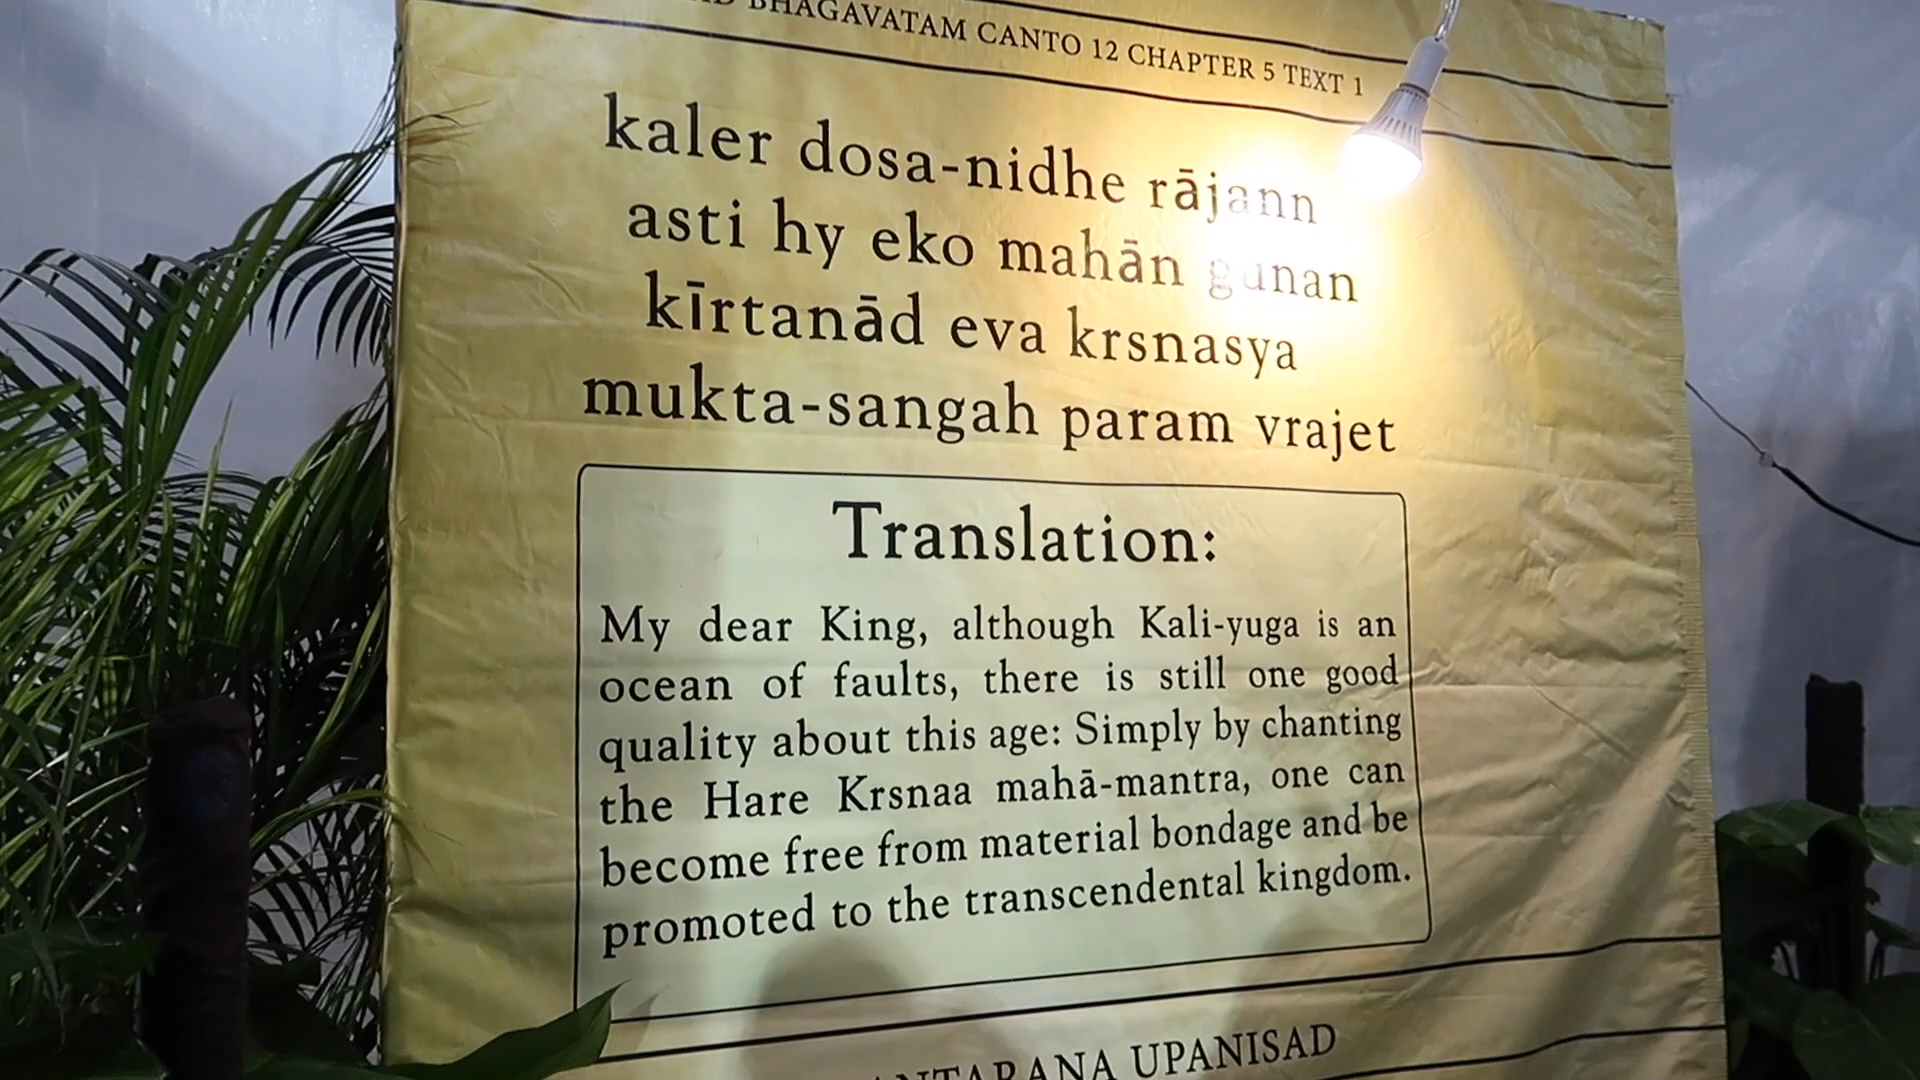 BHAGAVATAM CANTO 12 CHAPTER 5 TEXT 1
kaler dosa-nidhe rājann
asti hy eko mahān gunan
kīrtanād eva krsnasya
mukta-sangah param vrajet
Translation:
My dear King, although Kali-yuga is an
ocean of faults, there is still one good
quality about this age: Simply by chanting
the Hare Krsnaa mahā-mantra, one can
become free from material bondage and be
promoted to the transcendental kingdom.
UPANISAD